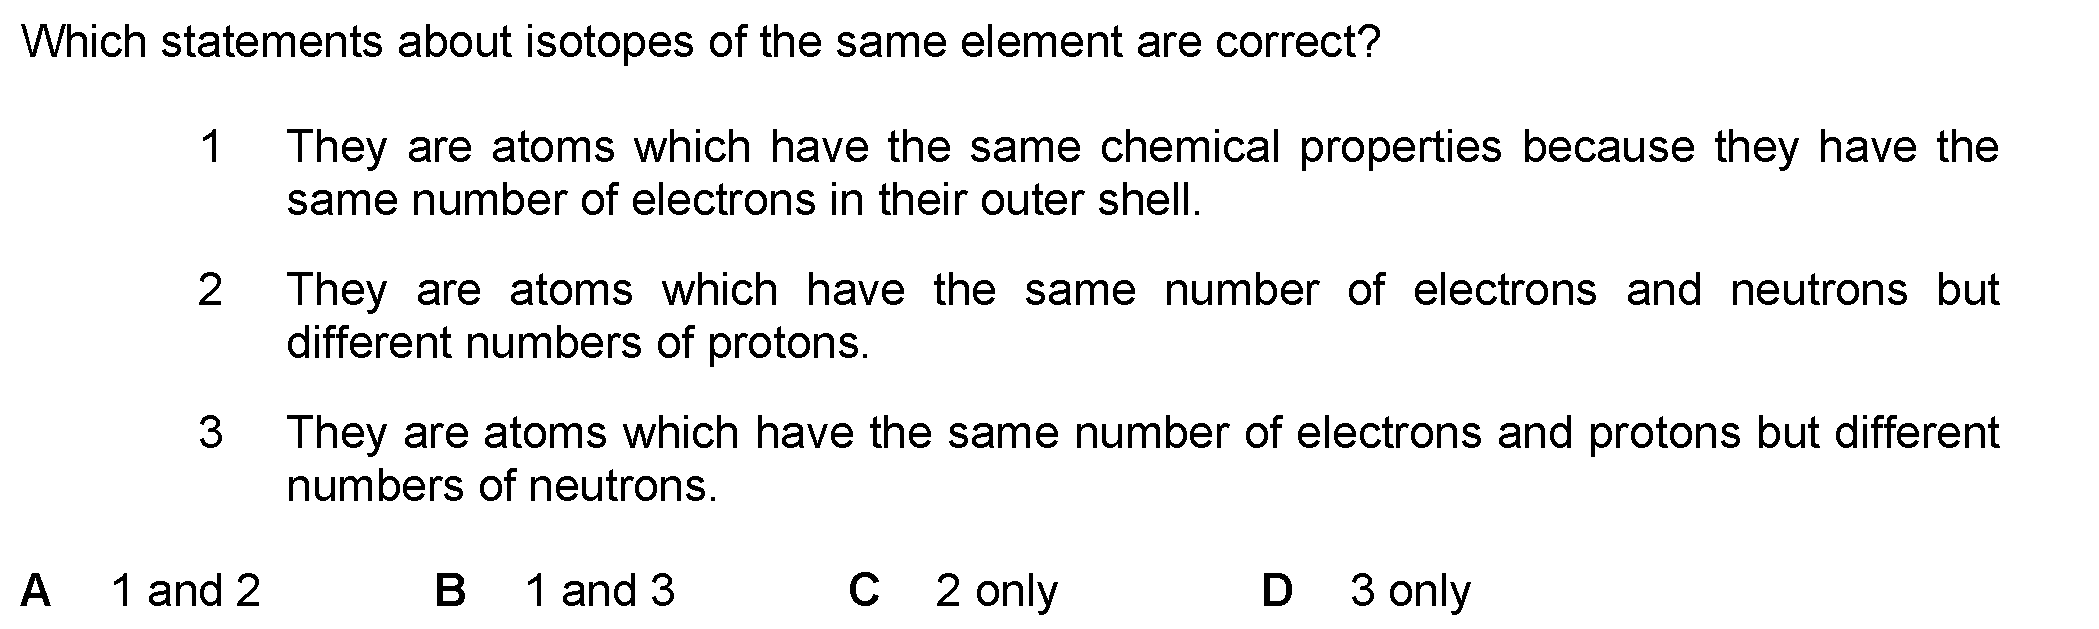 Which statements about isotopes of the same element are correct?
1 They are atoms which have the same chemical properties because they have the
same number of electrons in their outer shell.
2 They are atoms which have the same number of electrons and neutrons but
different numbers of protons.
3 They are atoms which have the same number of electrons and protons but different
numbers of neutrons.
A 1 and 2 B 1 and 3 C 2 only D 3 only